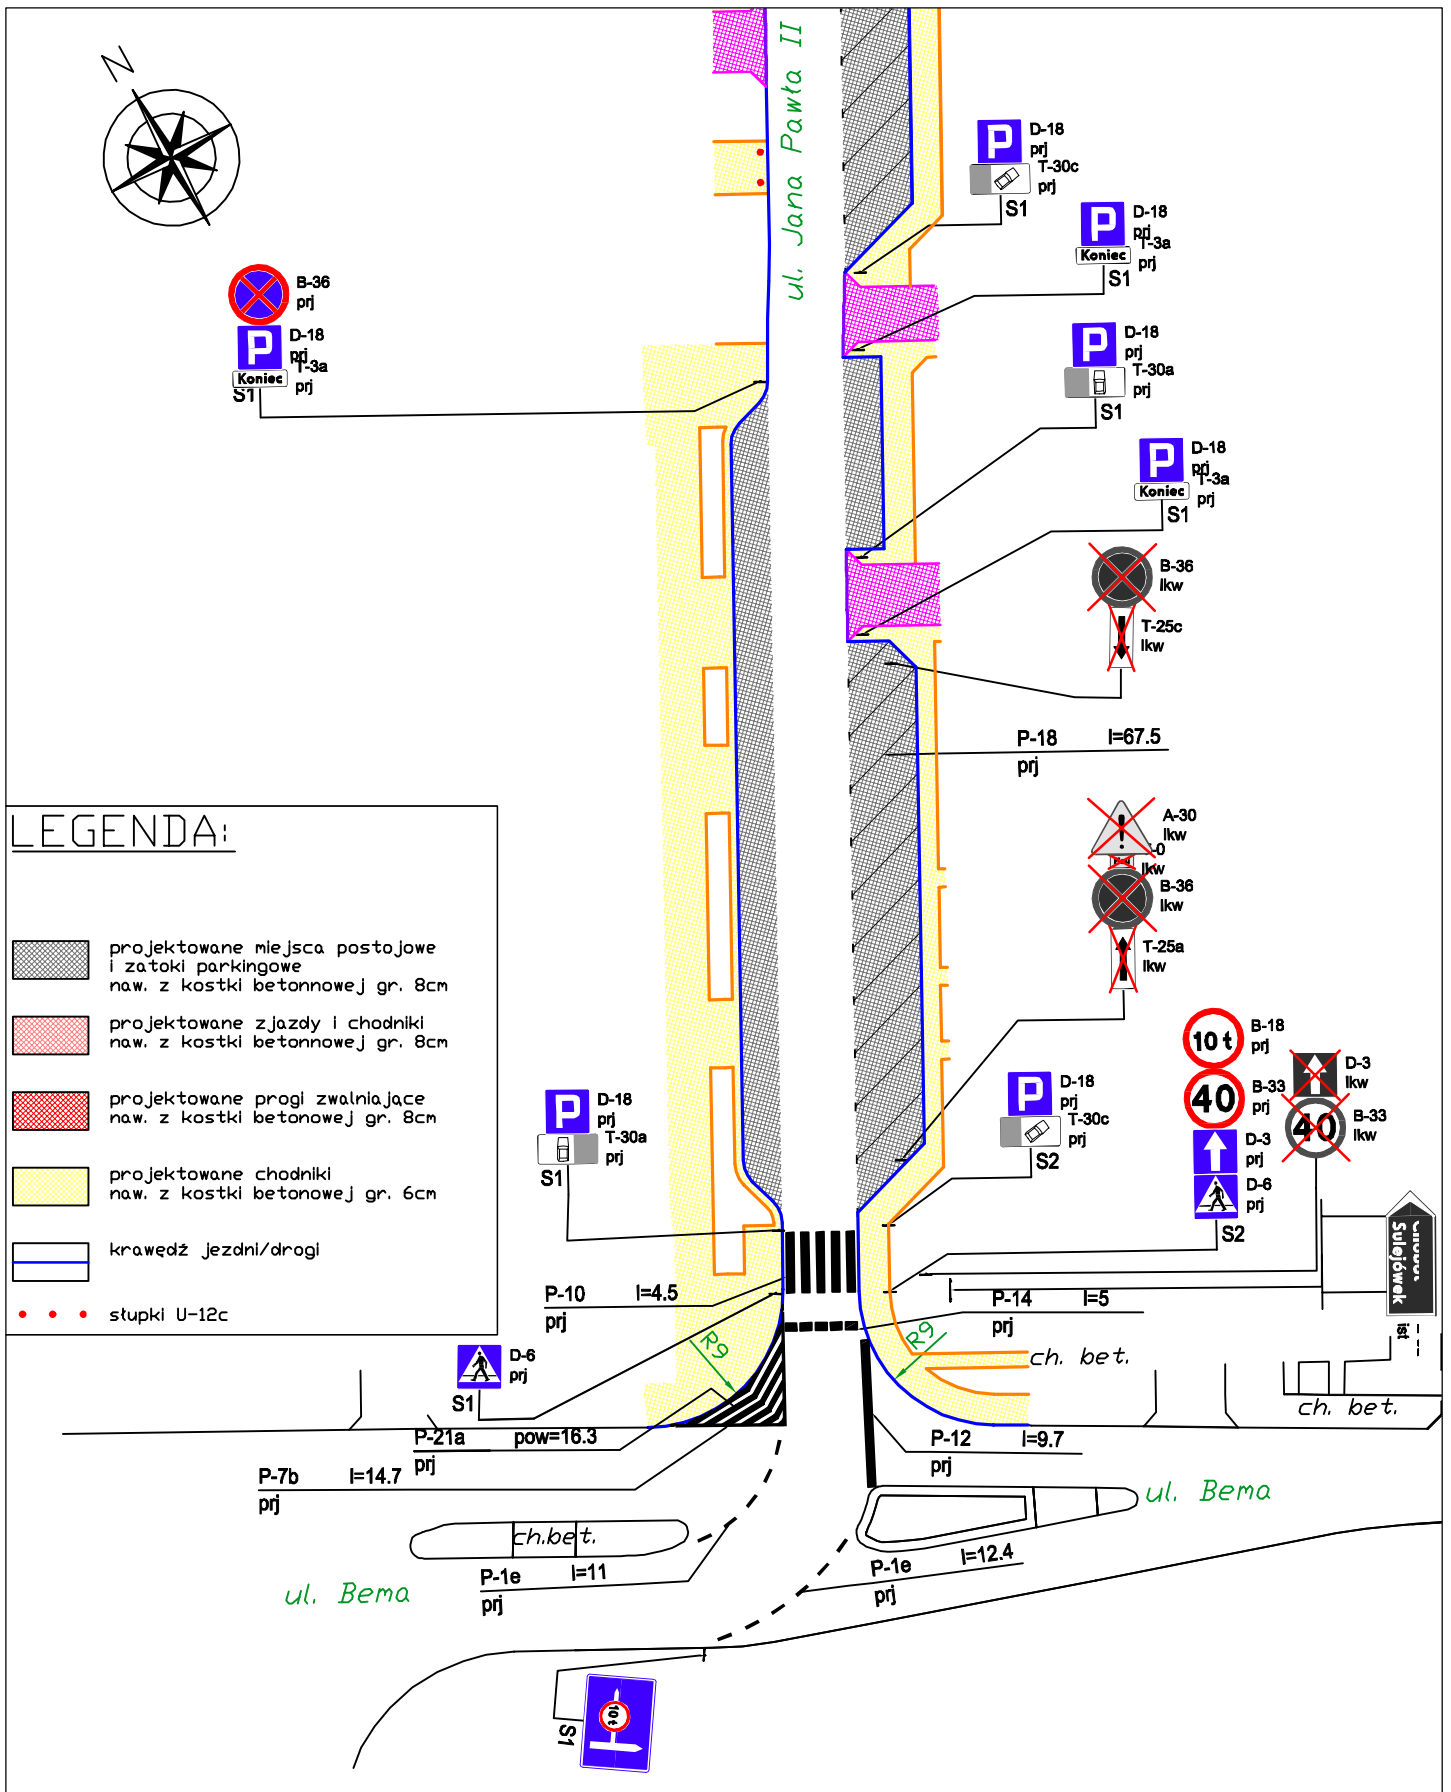 N
ul. Jana Pawła II
P
D-18
prj
T-30c
prj
S1
P
D-18
prj
Koniec
T-3a
prj
S1
B-36
prj
P
D-18
prj
Koniec
T-3a
prj
S1
P
D-18
prj
T-30a
prj
S1
P
D-18
prj
Koniec
T-3a
prj
S1
B-36
lkw
T-25c
lkw
P-18 l=67.5
prj
A-30
lkw
lkw
B-36
lkw
T-25a
lkw
LEGENDA:
projektowane miejsca postojowe
i zatoki parkingowe
naw. z kostki betonnowej gr. 8cm
projektowane zjazdy i chodniki
naw. z kostki betonnowej gr. 8cm
projektowane progi zwalniające
naw. z kostki betonowej gr. 8cm
projektowane chodniki
naw. z kostki betonowej gr. 6cm
krawędź jezdni/drogi
słupki U-12c
10 t
B-18
prj
40
B-33
prj
D-3
prj
D-6
prj
S2
D-3
lkw
40
B-33
lkw
P
D-18
prj
T-30a
prj
S1
P
D-18
prj
T-30c
prj
S2
Sulejówek
ist
P-10 l=4.5
prj
P-14 l=5
prj
R9
R9
ch. bet.
ch. bet.
D-6
prj
S1
P-21a pow=16.3
prj
P-12 l=9.7
prj
P-7b l=14.7
prj
ul. Bema
ch.bet.
P-1e l=11
prj
P-1e l=12.4
prj
ul. Bema
10t
S1